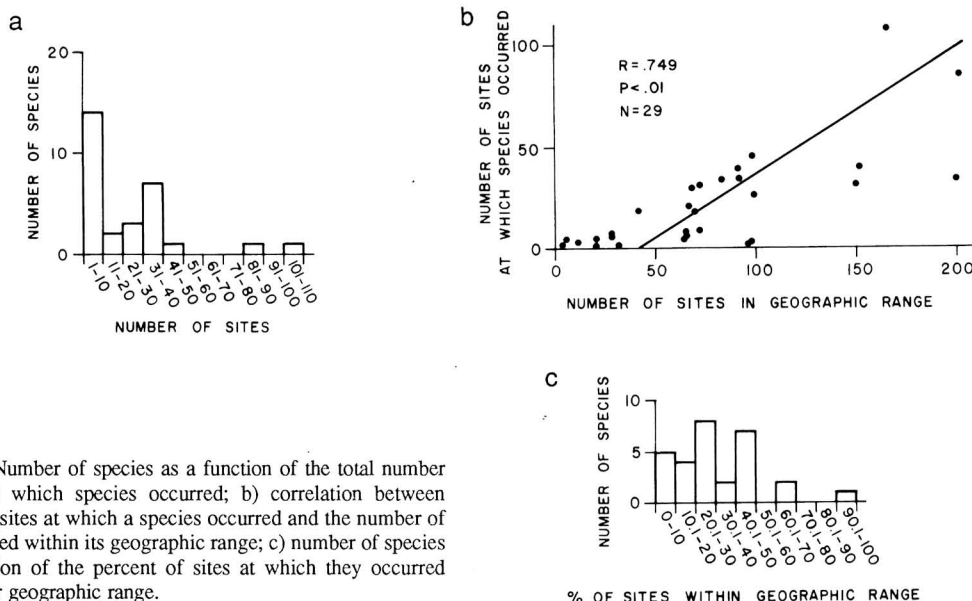 a
NUMBER OF SPECIES
20
10
0
1-10
11-20
21-30
31-40
41-50
51-60
61-70
71-80
81-90
91-100
101-110
NUMBER OF SITES
b
NUMBER OF SITES
AT WHICH SPECIES OCCURRED
100
50
0
R=.749
P<.01
N=29
0
50
100
150
200
NUMBER OF SITES IN GEOGRAPHIC RANGE
c
NUMBER OF SPECIES
10
5
0
0-10
10.1-20
20.1-30
30.1-40
40.1-50
50.1-60
60.1-70
70.1-80
80.1-90
90.1-100
% OF SITES WITHIN GEOGRAPHIC RANGE
Number of species as a function of the total number
which species occurred; b) correlation between
sites at which a species occurred and the number of
ed within its geographic range; c) number of species
ion of the percent of sites at which they occurred
geographic range.